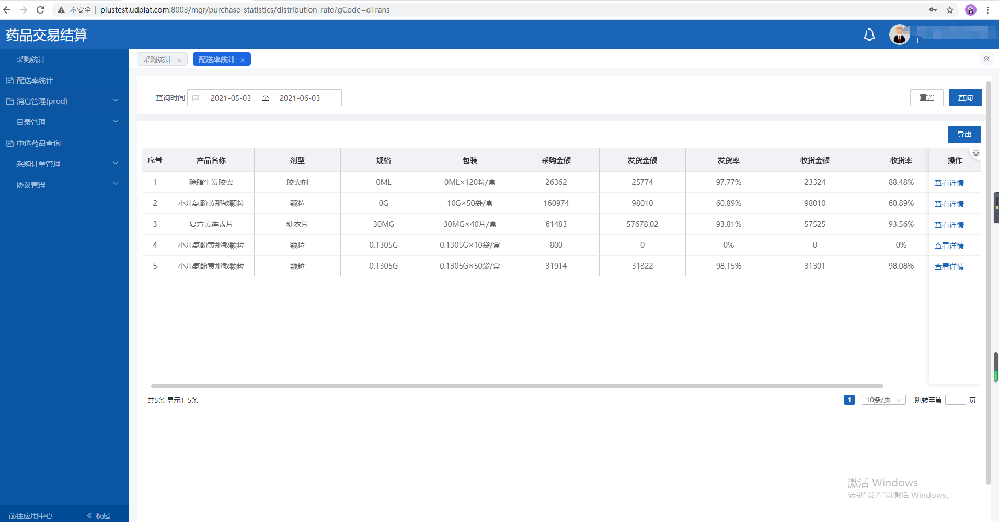 不安全 | plustest.udplat.com:8003/mgr/purchase-statistics/distribution-rate?gCode=dTrans
药品交易结算
1
采购统计
配送率统计
消息管理(prod)
目录管理
中选药品查询
采购订单管理
协议管理
前往应用中心
收起
采购统计 × 配送率统计 ×
查询时间 2021-05-03 至 2021-06-03 重置 查询
导出
序号 产品名称 剂型 规格 包装 采购金额 发货金额 发货率 收货金额 收货率 操作
1 除脂生发胶囊 胶囊剂 0ML 0ML×120粒/盒 26362 25774 97.77% 23324 88.48% 查看详情
2 小儿氨酚黄那敏颗粒 颗粒 0G 10G×50袋/盒 160974 98010 60.89% 98010 60.89% 查看详情
3 复方黄连素片 糖衣片 30MG 30MG×40片/盒 61483 57678.02 93.81% 57525 93.56% 查看详情
4 小儿氨酚黄那敏颗粒 颗粒 0.1305G 0.1305G×10袋/盒 800 0 0% 0 0% 查看详情
5 小儿氨酚黄那敏颗粒 颗粒 0.1305G 0.1305G×50袋/盒 31914 31322 98.15% 31301 98.08% 查看详情
共5条 显示1-5条 1 10条/页 跳转至第 页
激活 Windows
转到"设置"以激活 Windows。